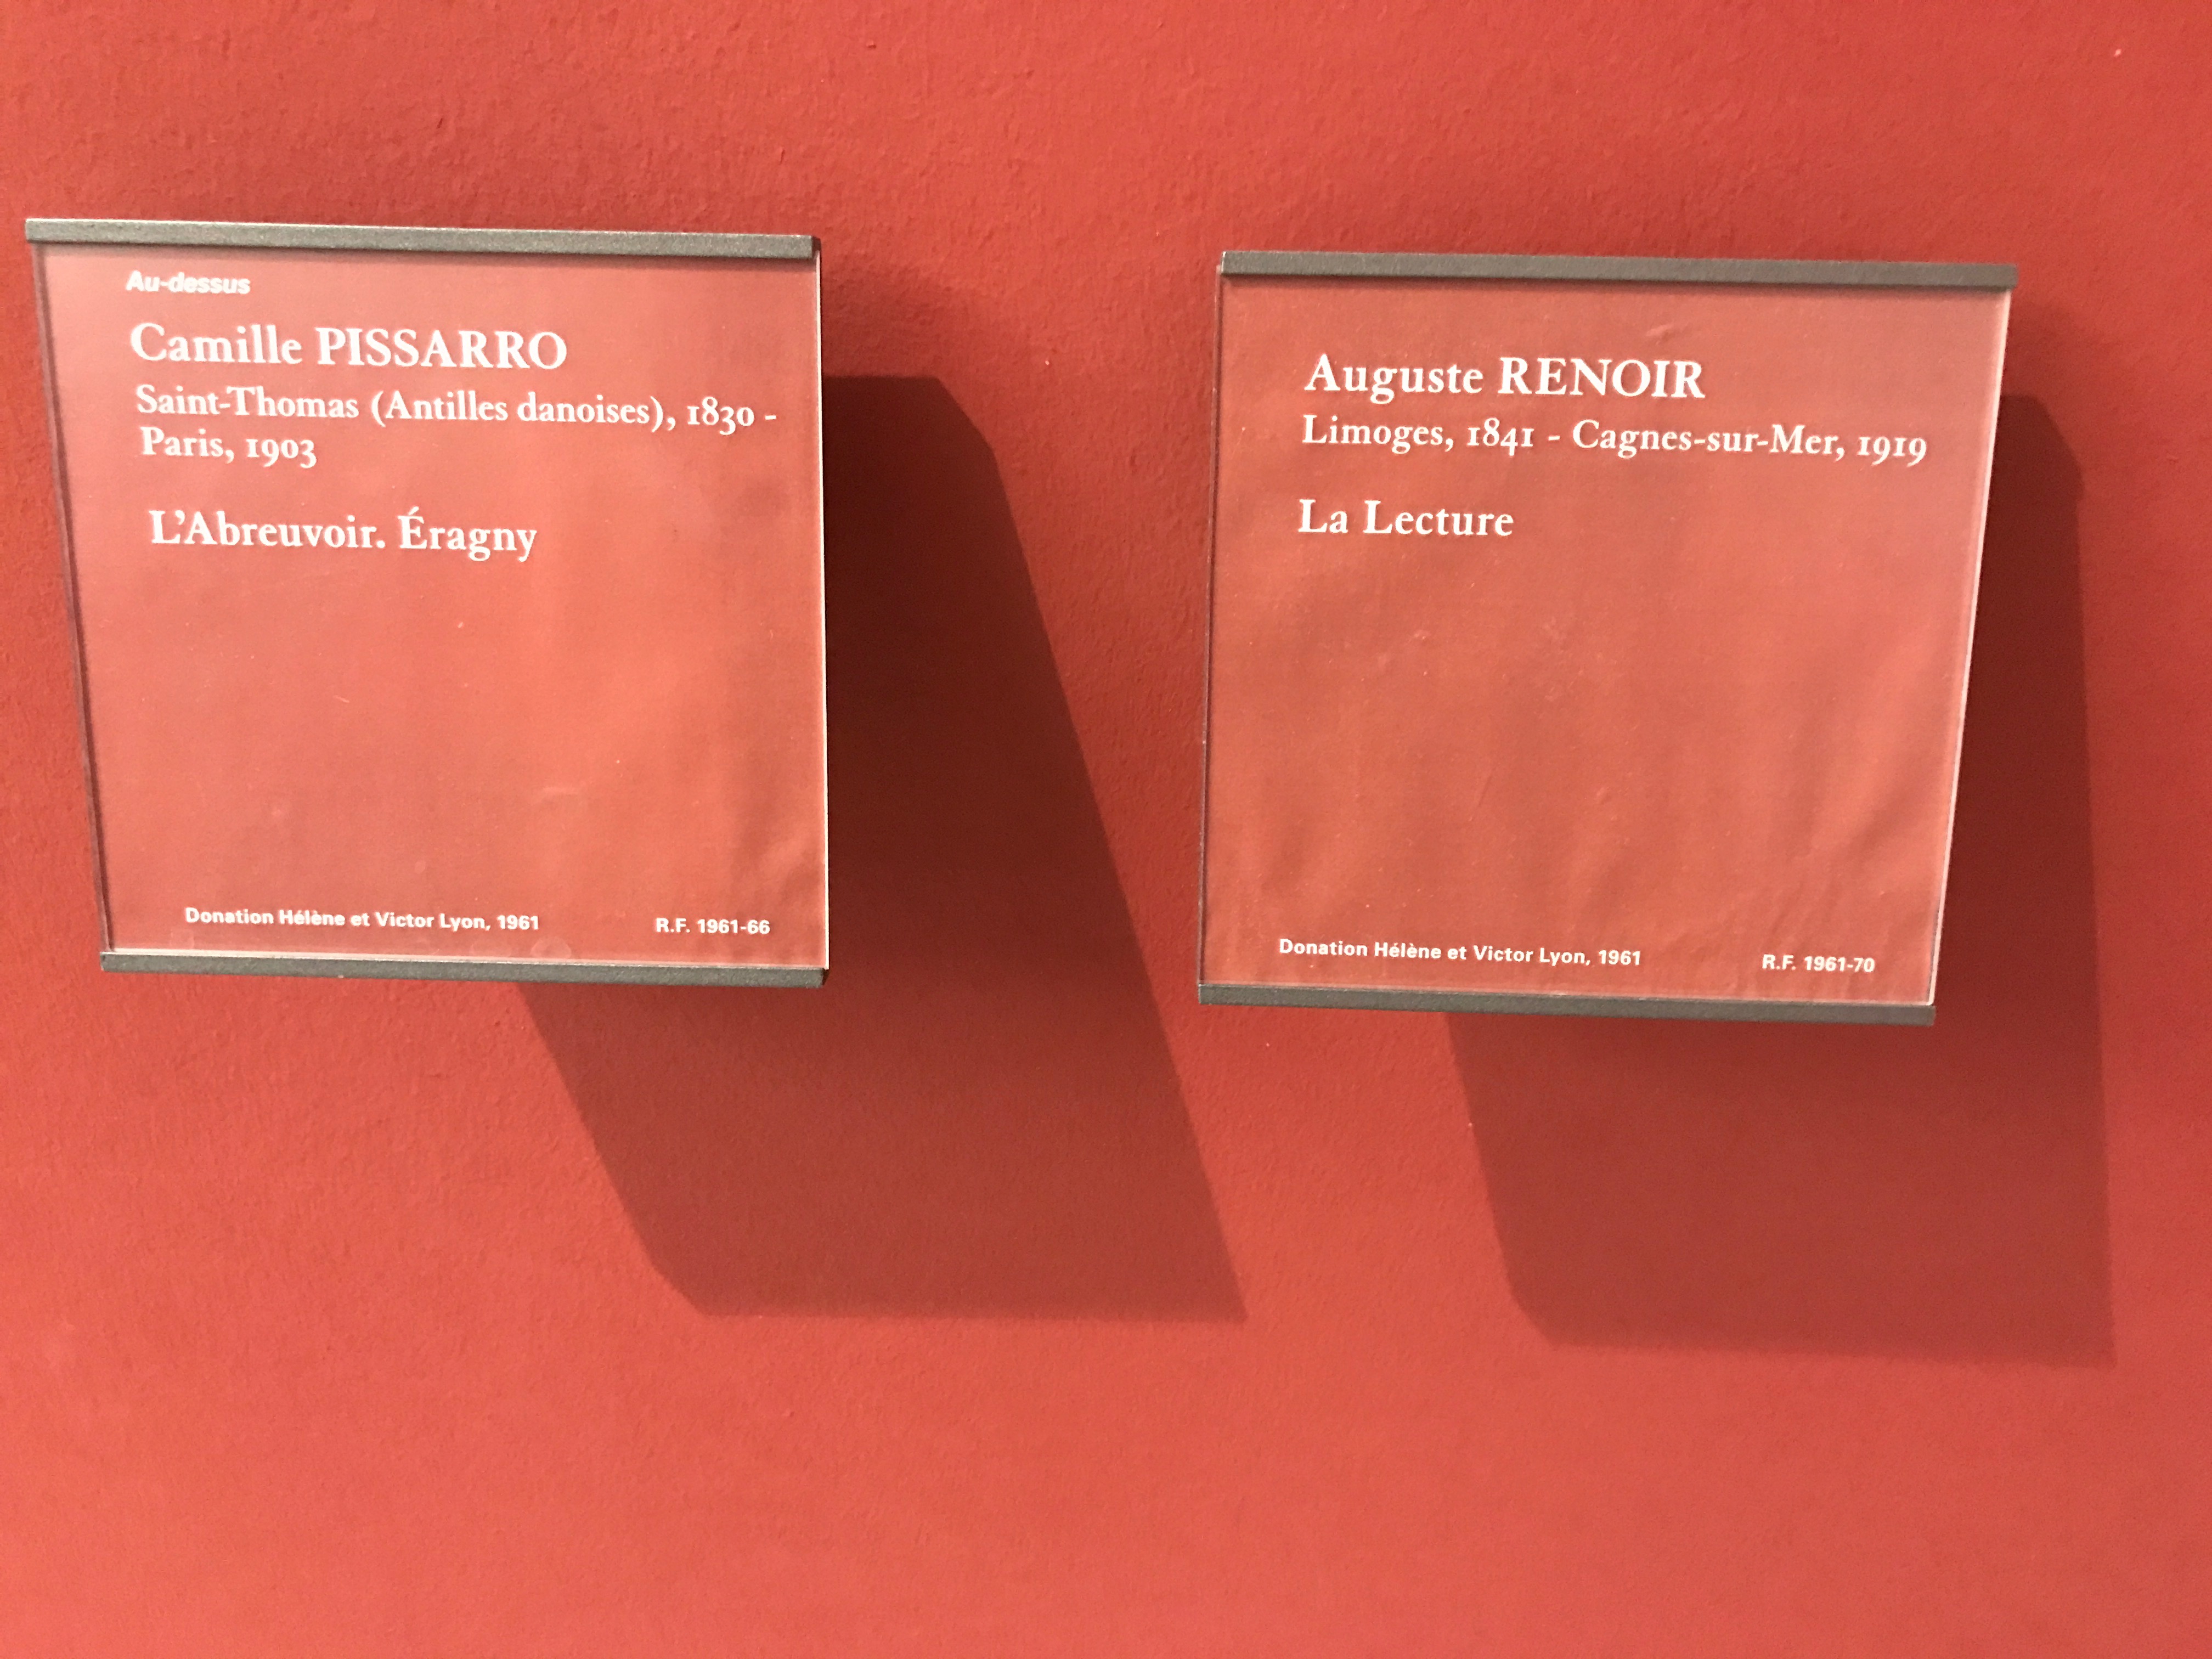 Au-dessus
Camille PISSARRO
Saint-Thomas (Antilles danoises), 1830 -
Paris, 1903
L'Abreuvoir. Éragny
Donation Hélène et Victor Lyon, 1961 R.F. 1961-66
Auguste RENOIR
Limoges, 1841 - Cagnes-sur-Mer, 1919
La Lecture
Donation Hélène et Victor Lyon, 1961 R.F. 1961-70